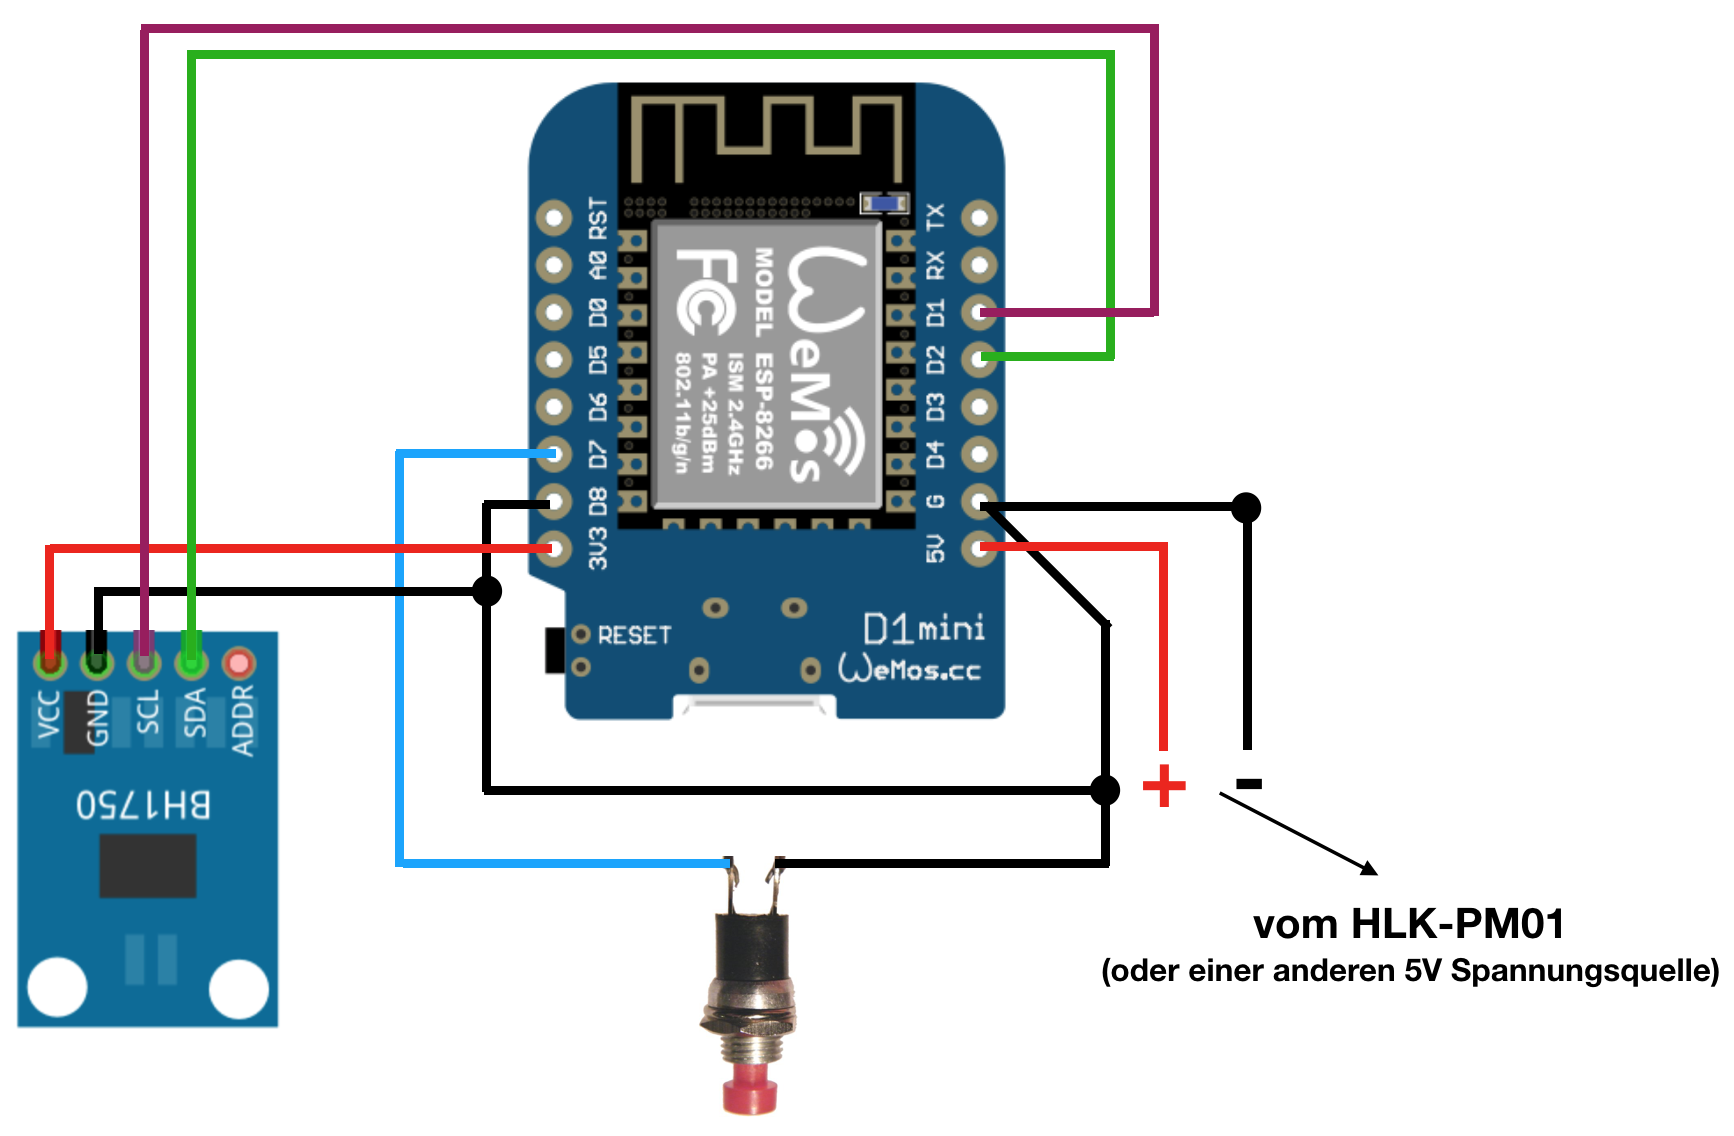 RST
A0
D0
D5
D6
D7
D8
3V3
TX
RX
D1
D2
D3
D4
G
5V
WeMos
MODEL ESP-8266
ISM 2.4GHz
PA +25dBm
802.11b/g/n
FC
RESET
D1 mini
WeMos.cc
VCC
GND
SCL
SDA
ADDR
BH1750
+
-
vom HLK-PM01
(oder einer anderen 5V Spannungsquelle)